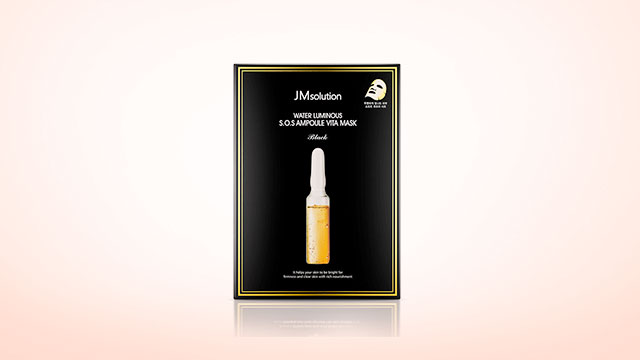 JMsolution
WATER LUMINOUS
S.O.S AMPOULE VITA MASK
Black
It helps your skin to be bright for
firmness and clear skin with rich nourishment